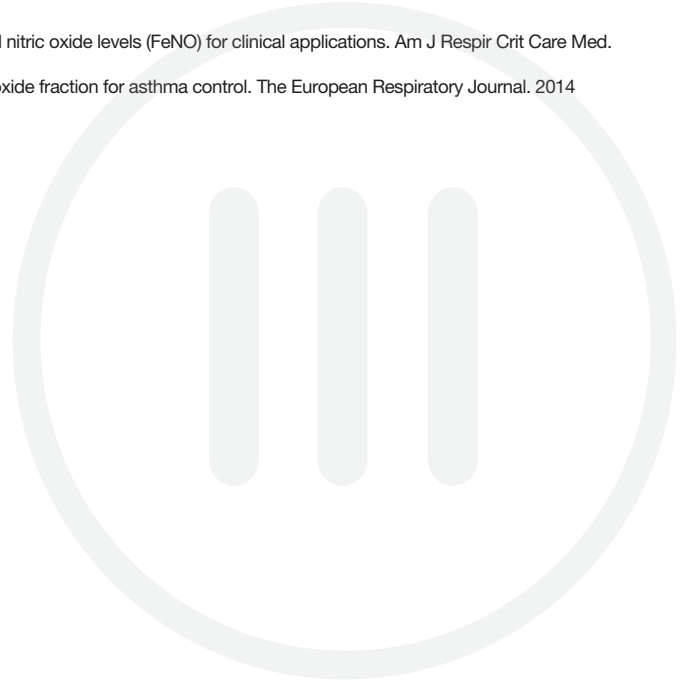 nitric oxide levels (FeNO) for clinical applications. Am J Respir Crit Care Med.
oxide fraction for asthma control. The European Respiratory Journal. 2014